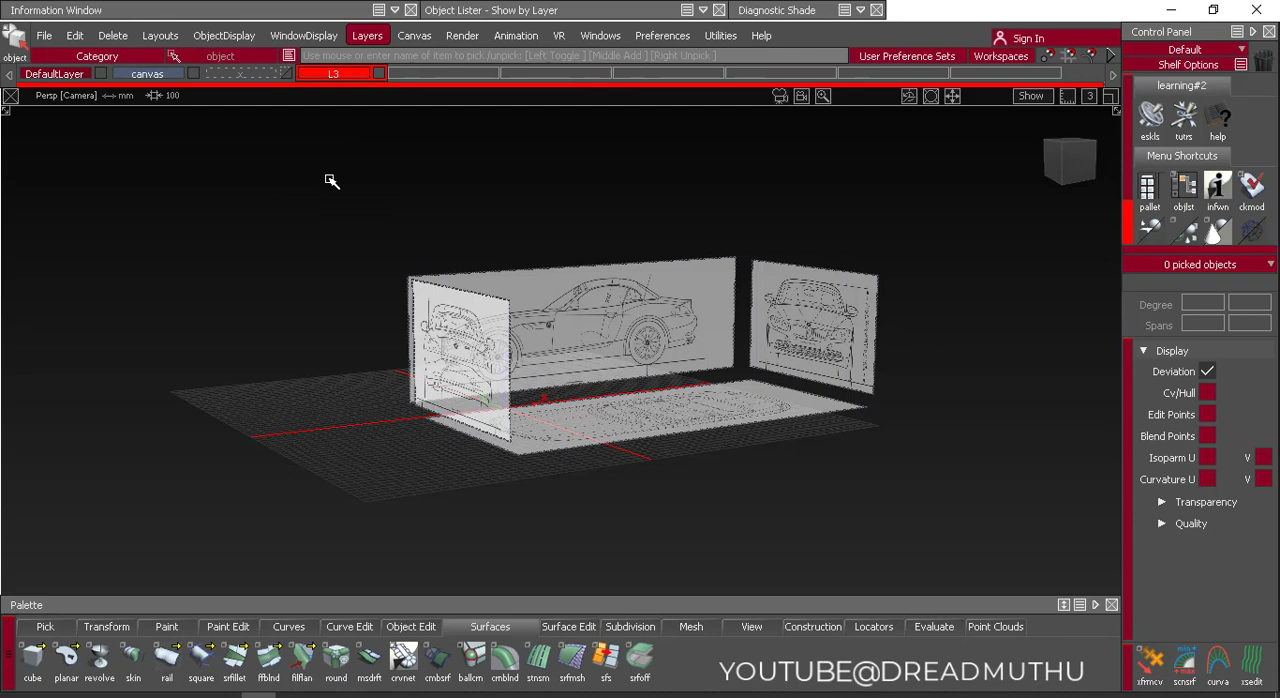 Information Window
Object Lister - Show by Layer
Diagnostic Shade
File Edit Delete Layouts ObjectDisplay WindowDisplay Layers Canvas Render Animation VR Windows Preferences Utilities Help
Sign In
object
Category
object
Use mouse or enter name of item to pick /unpick: [Left Toggle ] [Middle Add ] [Right Unpick ]
User Preference Sets
Workspaces
DefaultLayer
canvas
L3
Persp [Camera] mm 100
Show
3
Control Panel
Default
Shelf Options
learning#2
eskls tutrs help
Menu Shortcuts
pallet objlst infwn ckmod
0 picked objects
Degree
Spans
Display
Deviation
Cv/Hull
Edit Points
Blend Points
Isoparm U V
Curvature U V
Transparency
Quality
xfrmcv scnsrf curva xsedit
Palette
Pick Transform Paint Paint Edit Curves Curve Edit Object Edit Surfaces Surface Edit Subdivision Mesh View Construction Locators Evaluate Point Clouds
cube planar revolve skin rail square srfillet ffblnd filflan round msdrft crvnet cmbsrf ballcrn cmblnd stnsrn srfmsh sfs srfoff
YOUTUBE@DREADMUTHU